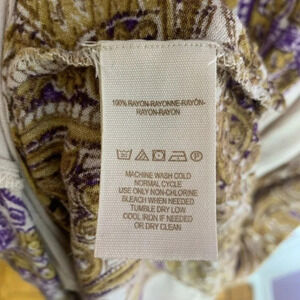 100% RAYON-RAYONNE-RAYÓN-
RAYON-RAYON
MACHINE WASH COLD
NORMAL CYCLE
USE ONLY NON-CHLORINE
BLEACH WHEN NEEDED
TUMBLE DRY LOW
COOL IRON IF NEEDED
OR DRY CLEAN